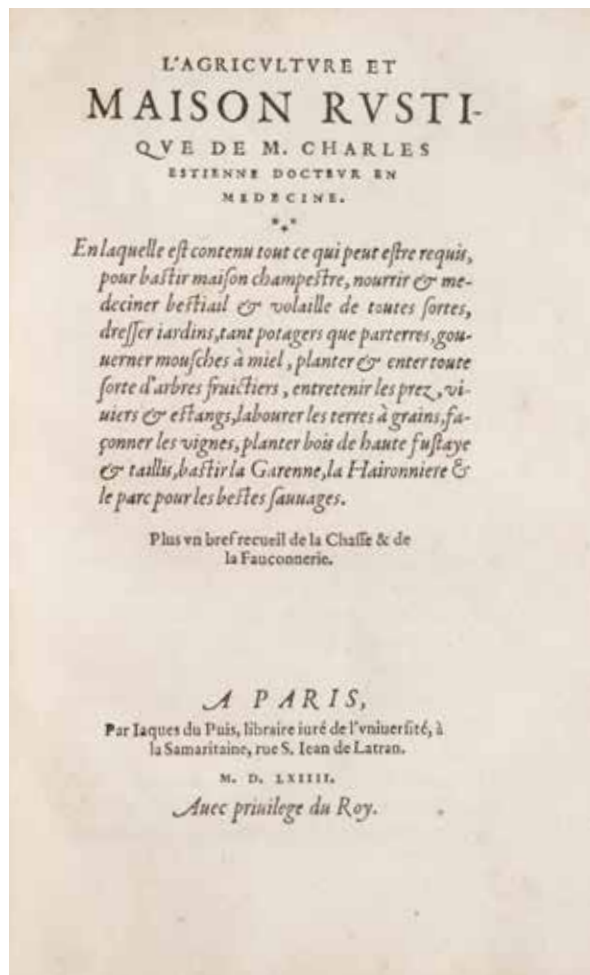 L'AGRICVLTVRE ET
MAISON RVSTI-
QVE DE M. CHARLES
ESTIENNE DOCTEVR EN
MEDECINE.
En laquelle eſt contenu tout ce qui peut eſtre requis,
pour baſtir maiſon champeſtre, nourrir & me-
deciner beſtiail & volaille de toutes ſortes,
dreſſer iardins, tant potagers que parterres, gou-
uerner mouſches à miel, planter & enter toute
ſorte d'arbres fruictiers, entretenir les prez, vi-
uiers & eſtangs, labourer les terres à grains, fa-
çonner les vignes, planter bois de haute fuſtaye
& taillis, baſtir la Garenne, la Haironniere &
le parc pour les beſtes ſauuages.
Plus vn bref recueil de la Chaſſe & de
la Fauconnerie.
A PARIS,
Par Iaques du Puis, libraire iuré de l'vniuerſité, à
la Samaritaine, rue S. Iean de Latran.
M. D. LXIIII.
Auec priuilege du Roy.